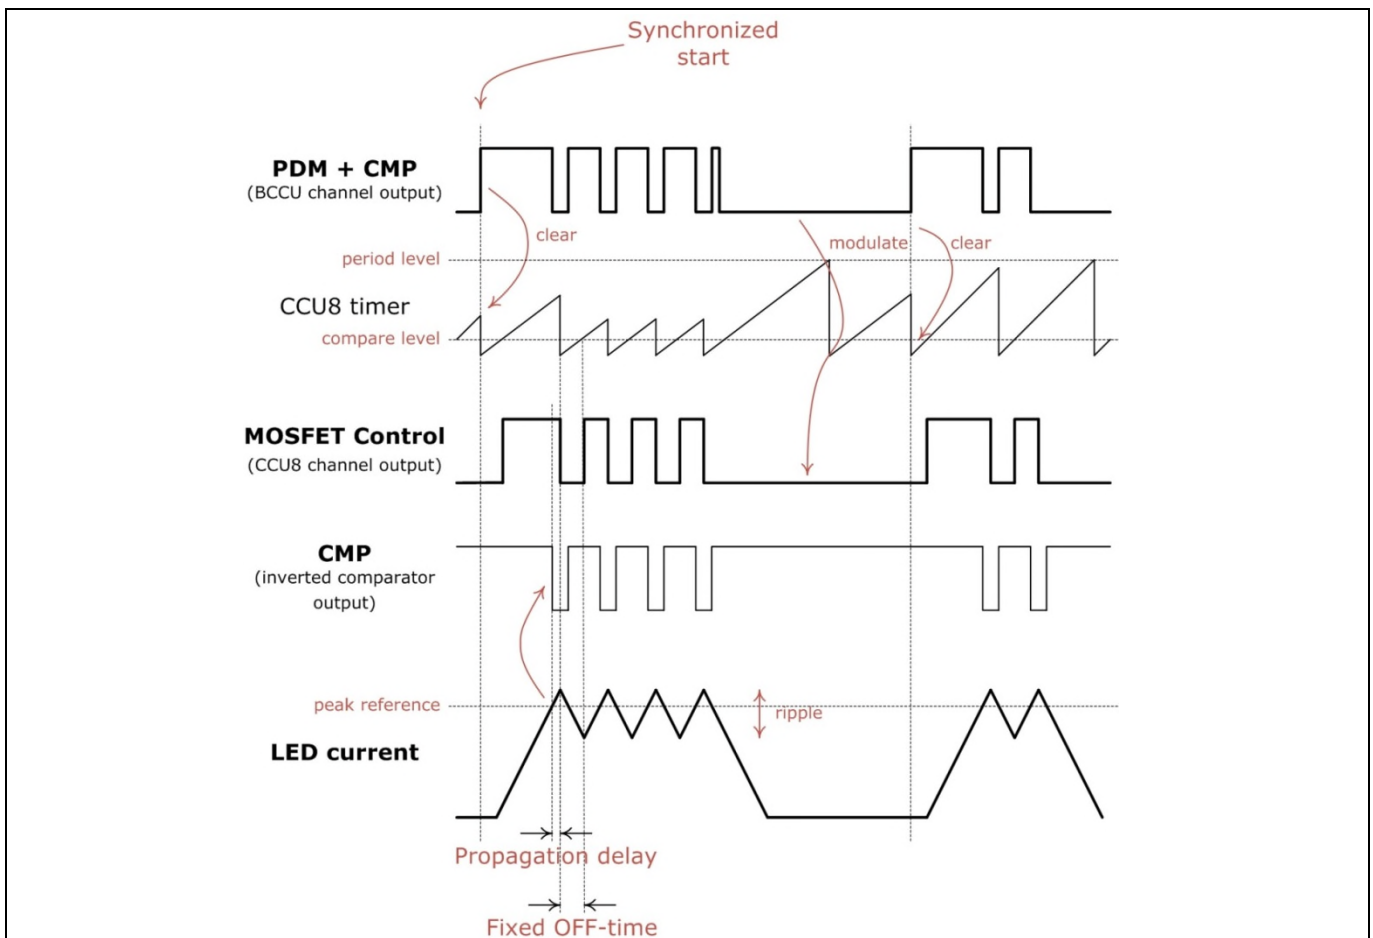 Synchronized
start
PDM + CMP
(BCCU channel output)
clear
modulate
clear
period level
CCU8 timer
compare level
MOSFET Control
(CCU8 channel output)
CMP
(inverted comparator
output)
peak reference
ripple
LED current
Propagation delay
Fixed OFF-time